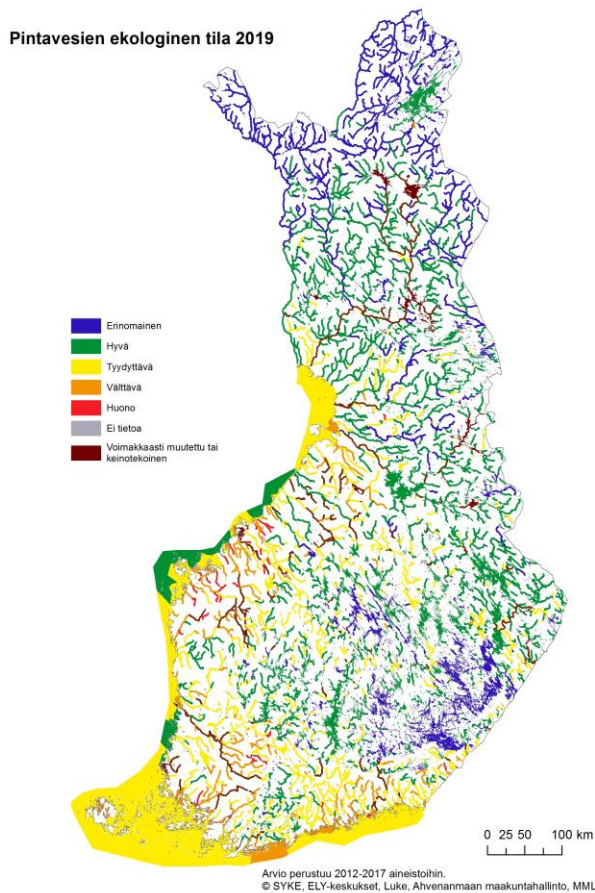 Pintavesien ekologinen tila 2019
Erinomainen
Hyvä
Tyydyttävä
Välttävä
Huono
Ei tietoa
Voimakkaasti muutettu tai
keinotekoinen
0 25 50 100 km
Arvio perustuu 2012-2017 aineistoihin.
© SYKE, ELY-keskukset, Luke, Ahvenanmaan maakuntahallinto, MML